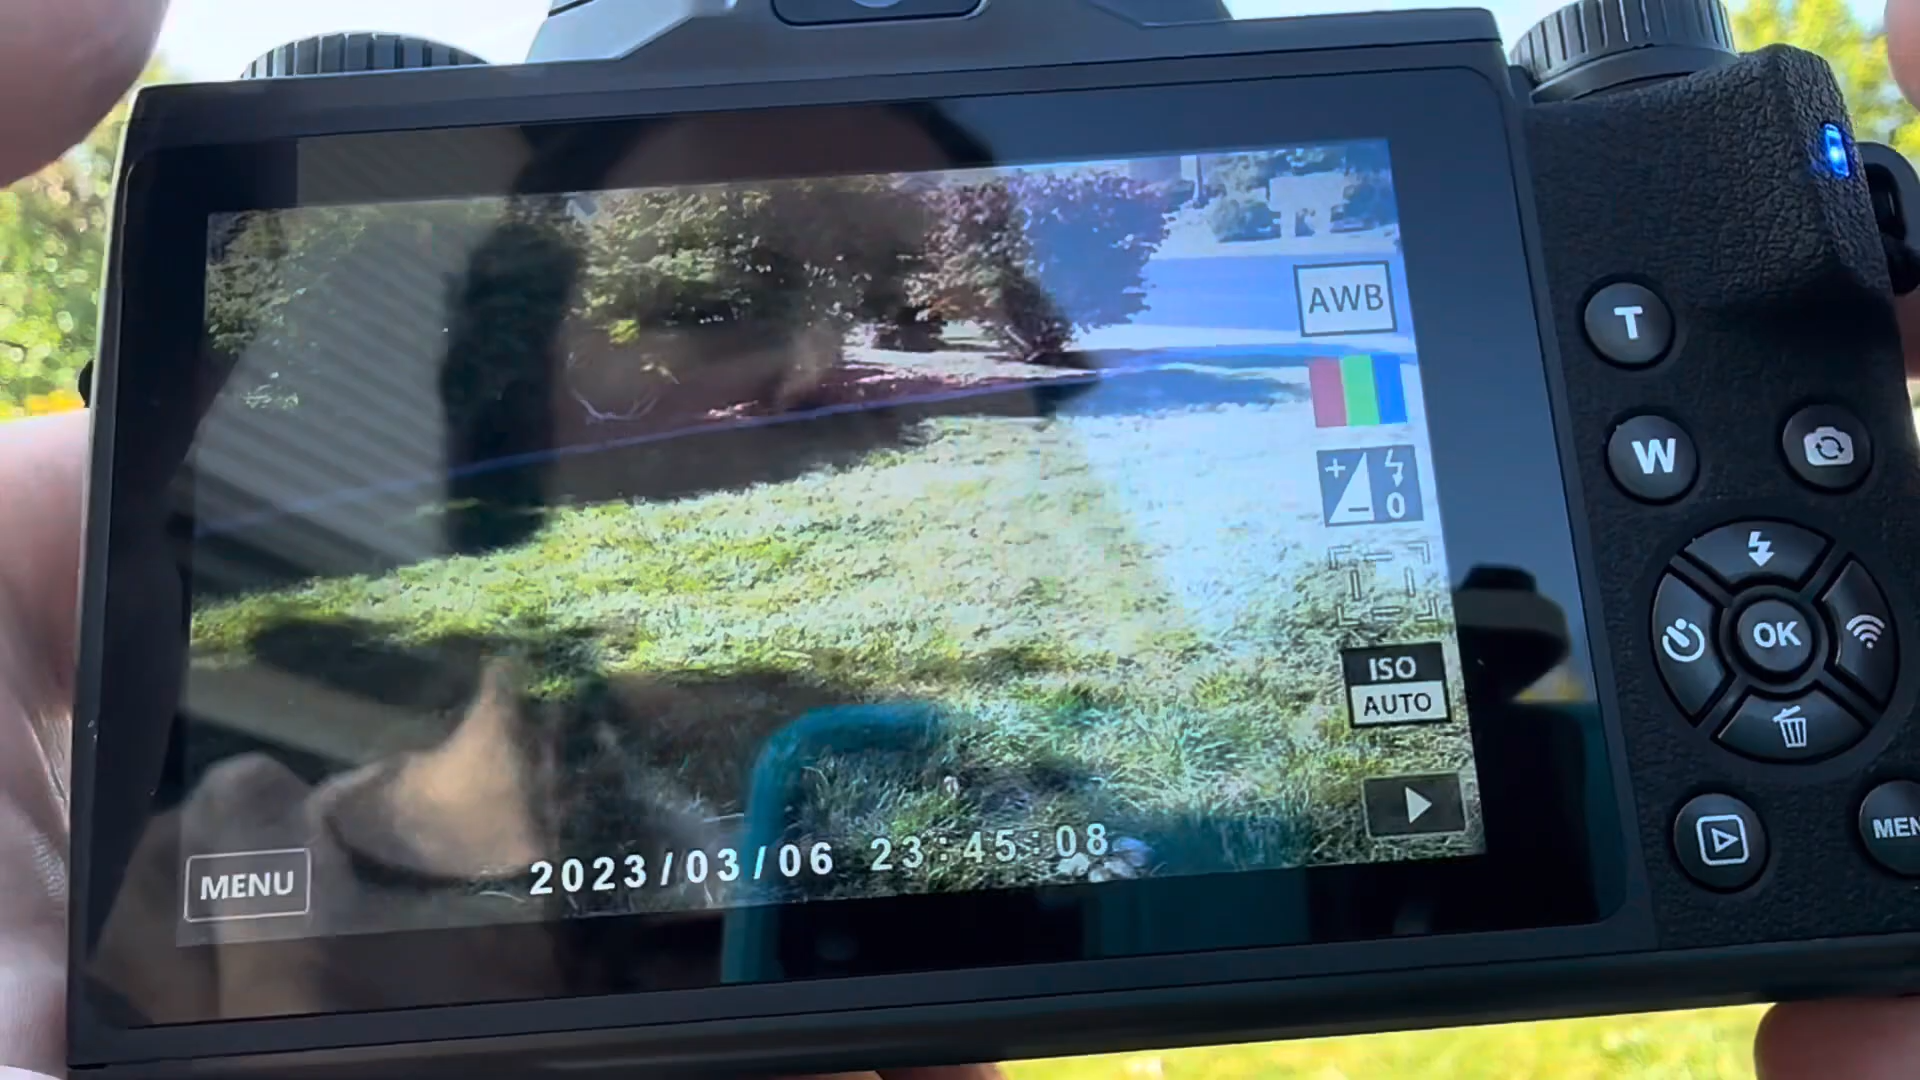 AWB
+ - 0
ISO
AUTO
MENU
2023/03/06 23:45:08
T
W
OK
MEN